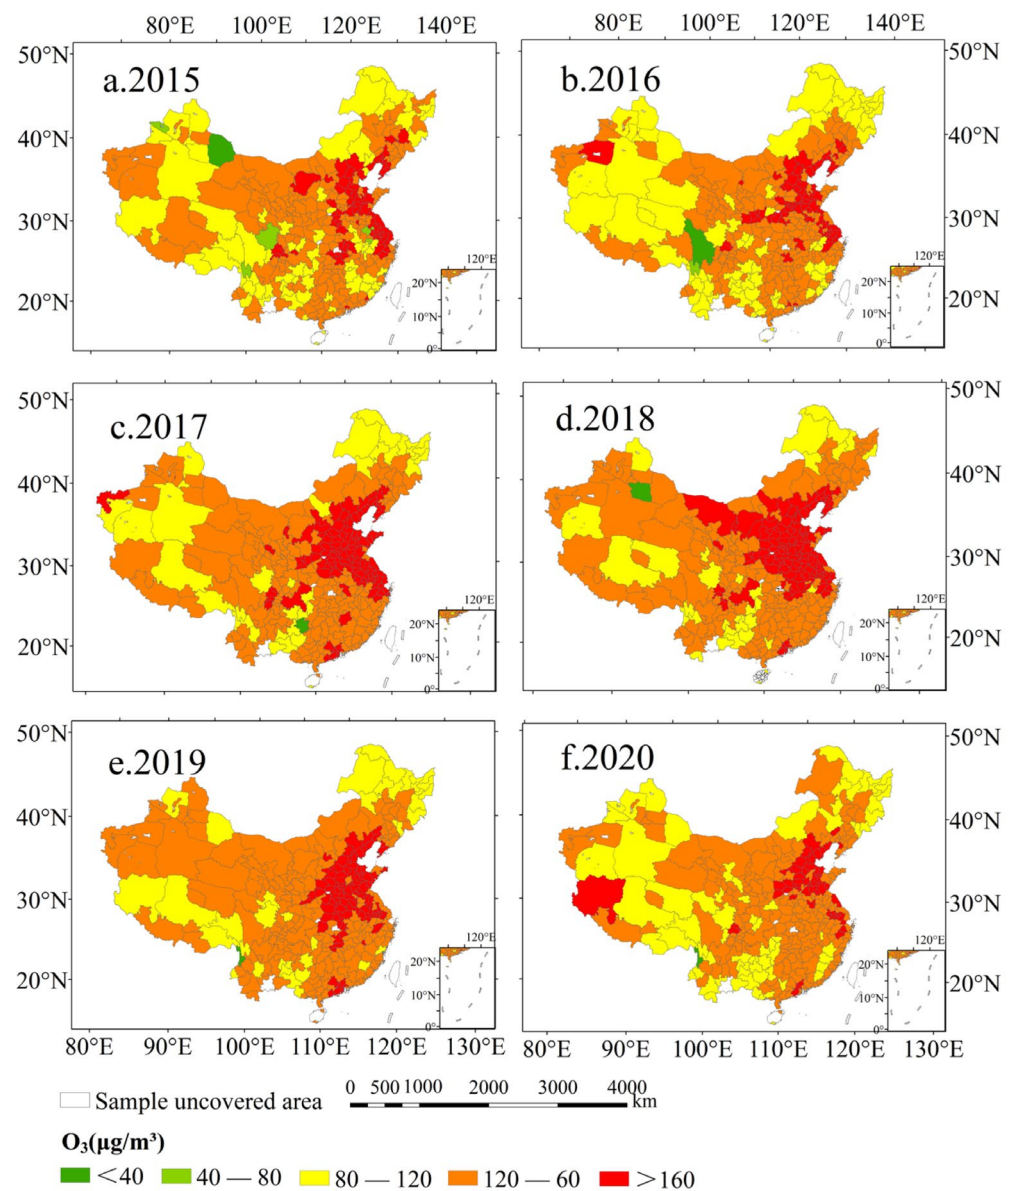 80°E 100°E 120°E 140°E 80°E 100°E 120°E 140°E
50°N a.2015 b.2016 50°N
40°N 40°N
30°N 30°N
120°E 120°E
20°N 20°N 20°N 20°N
10°N 10°N
0° 0°
50°N c.2017 d.2018 50°N
40°N 40°N
30°N 30°N
120°E 120°E
20°N 20°N 20°N 20°N
10°N 10°N
0° 0°
50°N e.2019 f.2020 50°N
40°N 40°N
30°N 30°N
120°E 120°E
20°N 20°N 20°N 20°N
10°N 10°N
0° 0°
80°E 90°E 100°E 110°E 120°E 130°E 80°E 90°E 100°E 110°E 120°E 130°E
Sample uncovered area 0 500 1000 2000 3000 4000 km
O₃(μg/m³)
<40 40 — 80 80 — 120 120 — 60 >160